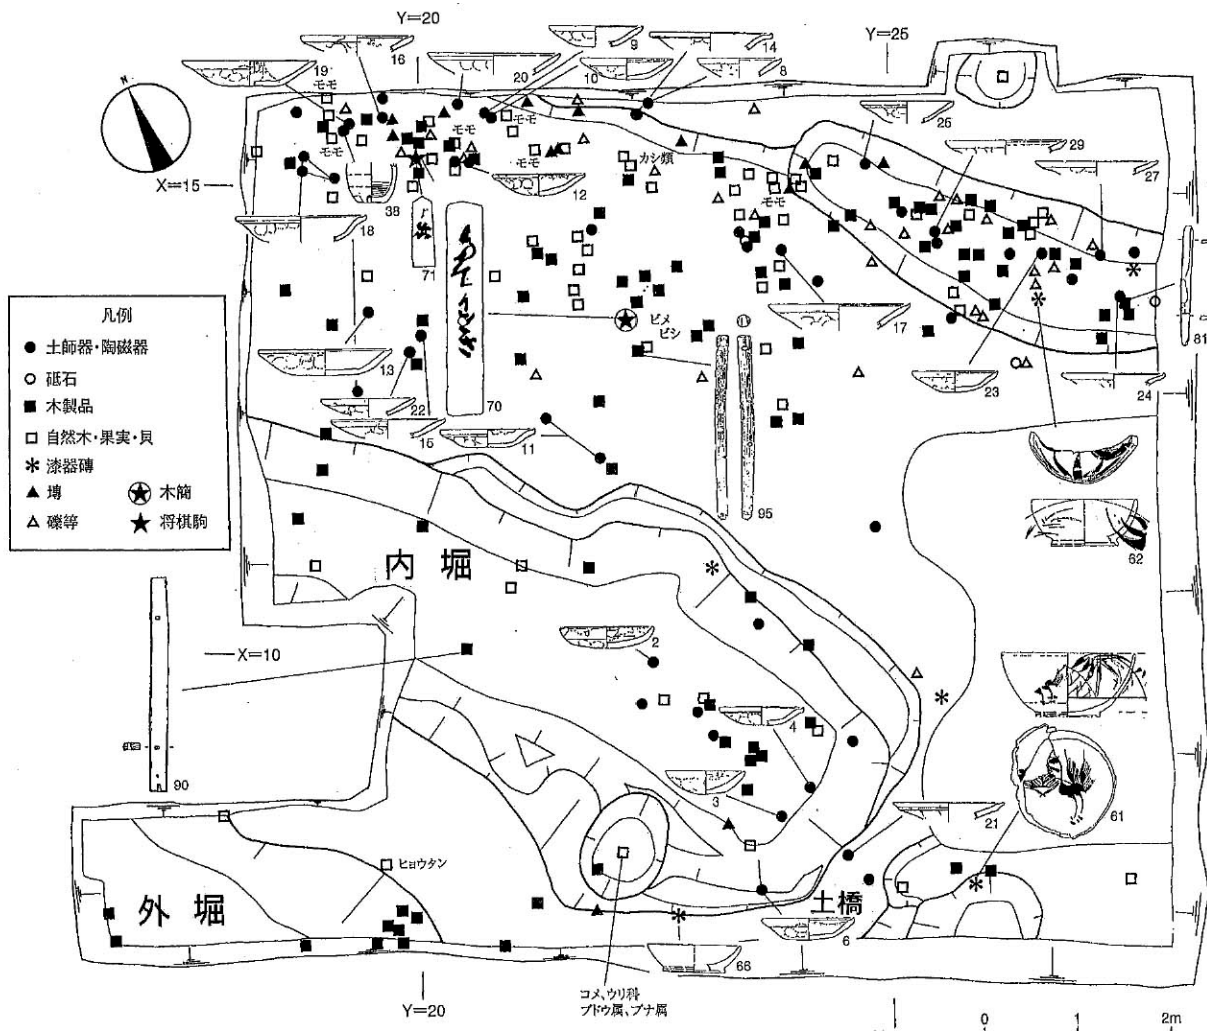 Y=20
Y=25
N
16
9
14
19
20
10
8
モモ
モモ
モモ
カシ類
モモ
モモ
モモ
26
29
27
X=15
38
12
18
71
70
17
81
ヒメ
ビシ
凡例
●土師器・陶磁器
○砥石
■木製品
□自然木・果実・貝
＊漆器磚
▲塼
△礫等
木簡
★将棋駒
13
22
15
11
23
24
95
62
内堀
2
X=10
4
3
90
21
61
ヒョウタン
外堀
土橋
6
66
Y=20
コメ、ウリ科
ブドウ属、ブナ属
0 1 2m